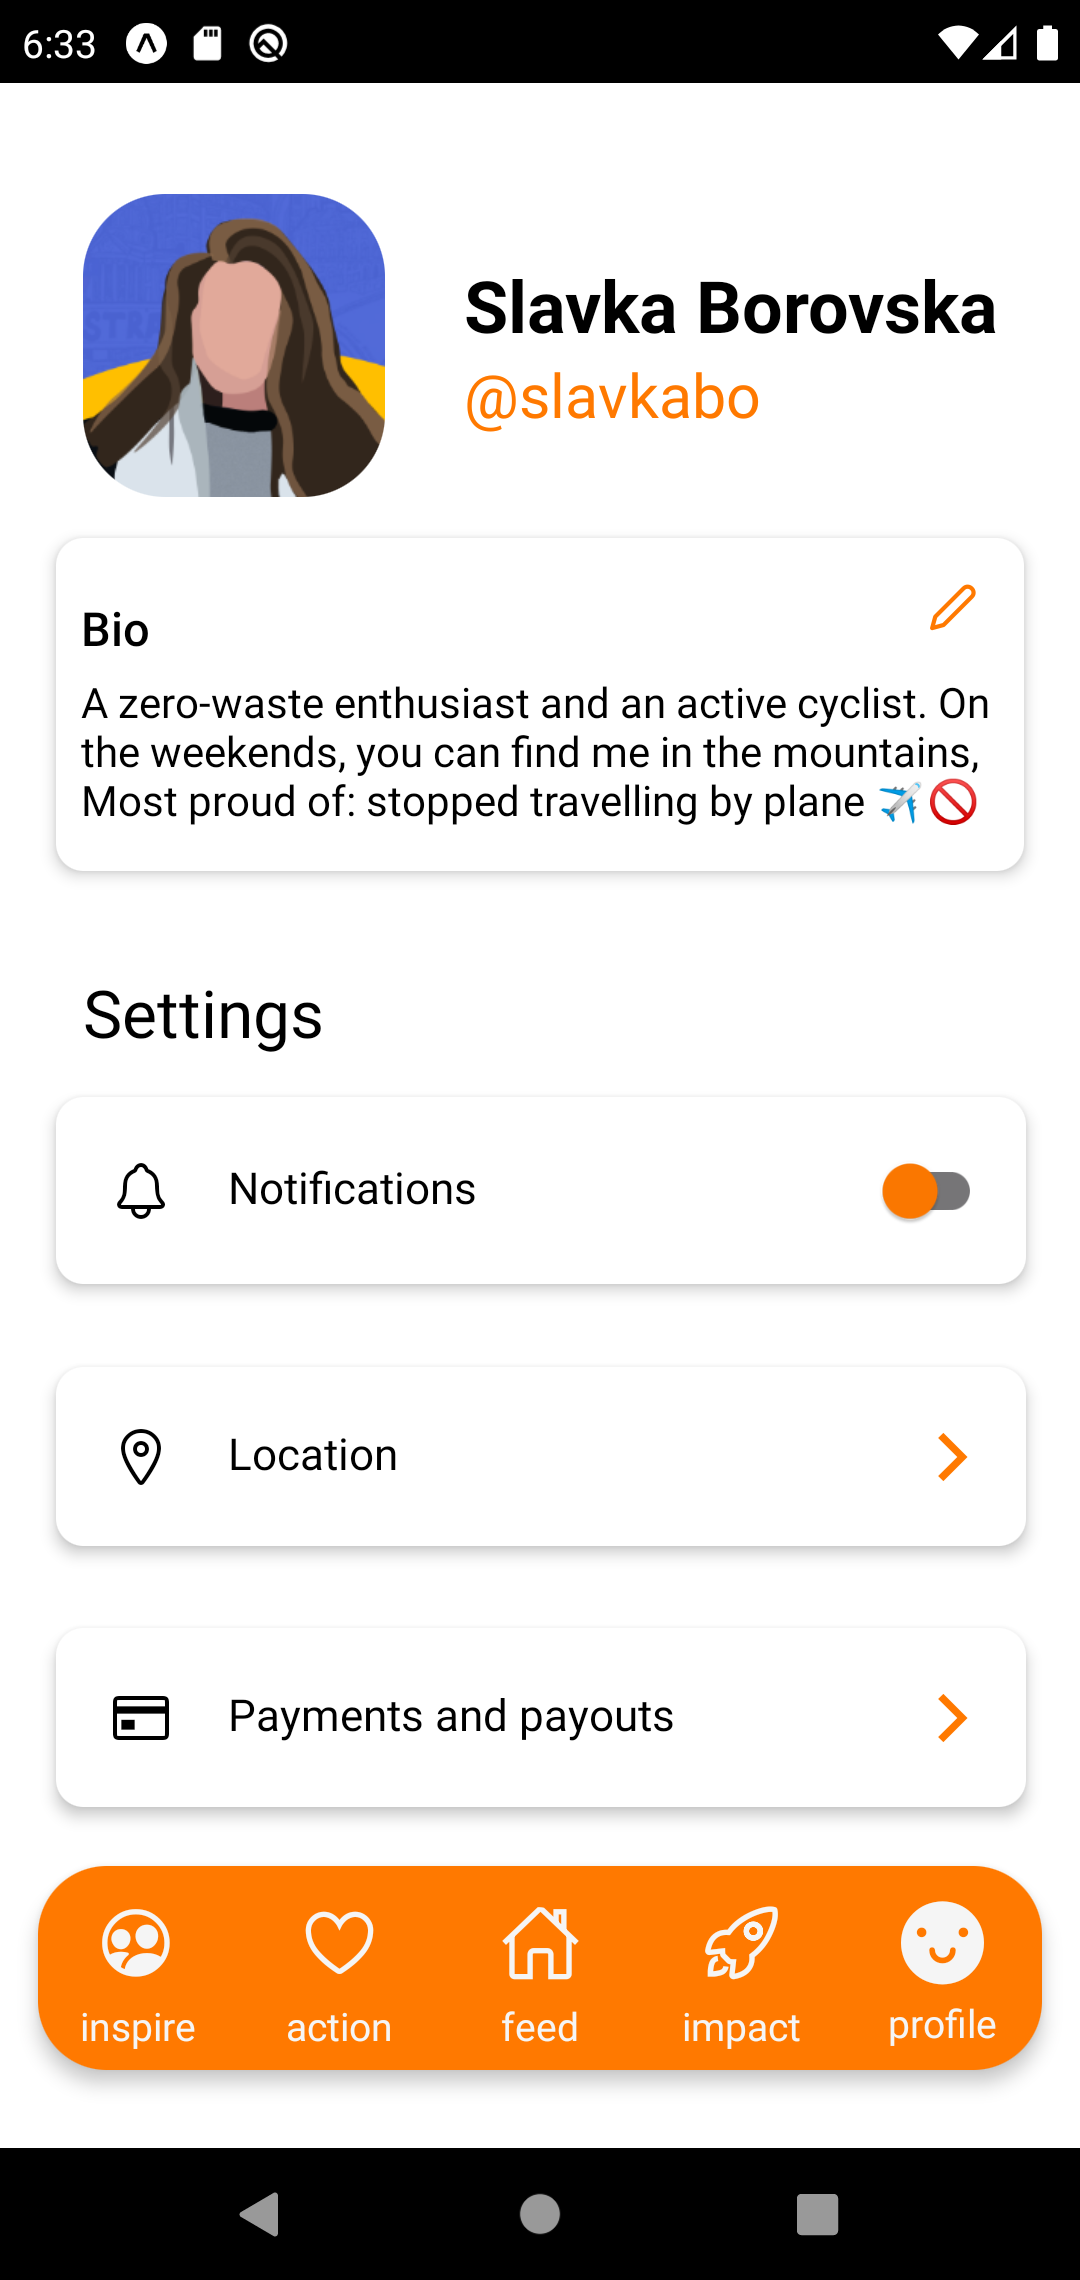 6:33
Slavka Borovska
@slavkabo
Bio
A zero-waste enthusiast and an active cyclist. On
the weekends, you can find me in the mountains,
Most proud of: stopped travelling by plane ✈️🚫
Settings
Notifications
Location
Payments and payouts
inspire
action
feed
impact
profile